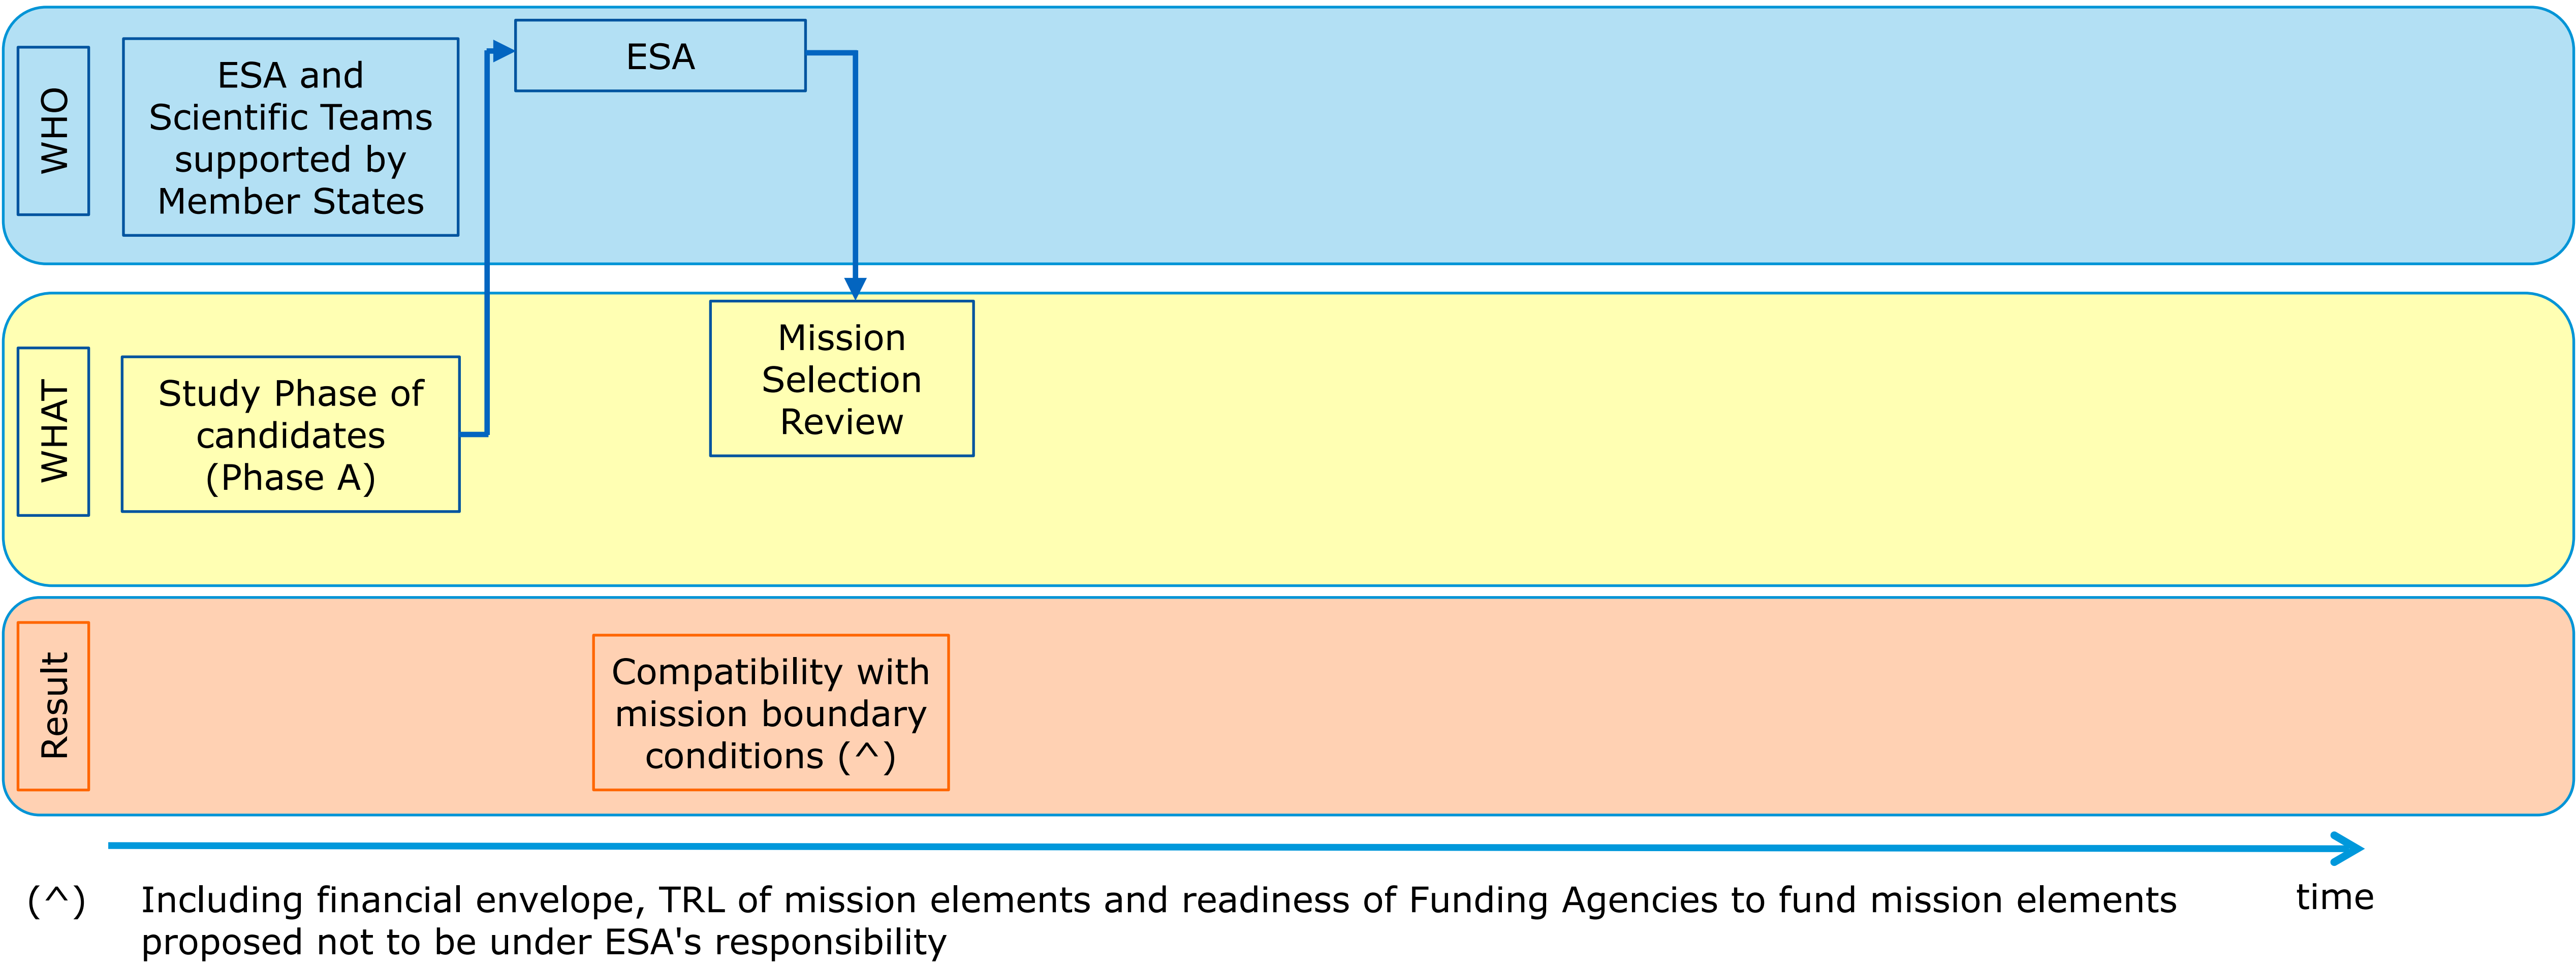 WHO
ESA and
Scientific Teams
supported by
Member States
ESA
WHAT
Study Phase of
candidates
(Phase A)
Mission
Selection
Review
Result
Compatibility with
mission boundary
conditions (^)
time
(^) Including financial envelope, TRL of mission elements and readiness of Funding Agencies to fund mission elements
proposed not to be under ESA's responsibility